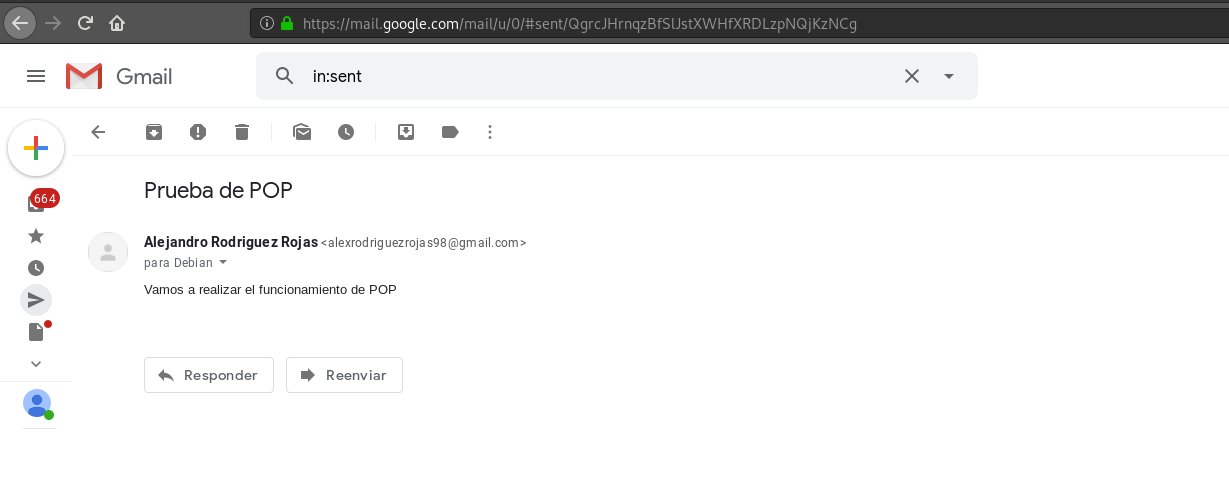 https://mail.google.com/mail/u/0/#sent/QgrcJHrnqzBfSlJstXWHfXRDLzpNQjKzNCg
Gmail
in:sent
Prueba de POP
664
Alejandro Rodriguez Rojas <alexrodriguezrojas98@gmail.com>
para Debian
Vamos a realizar el funcionamiento de POP
Responder
Reenviar